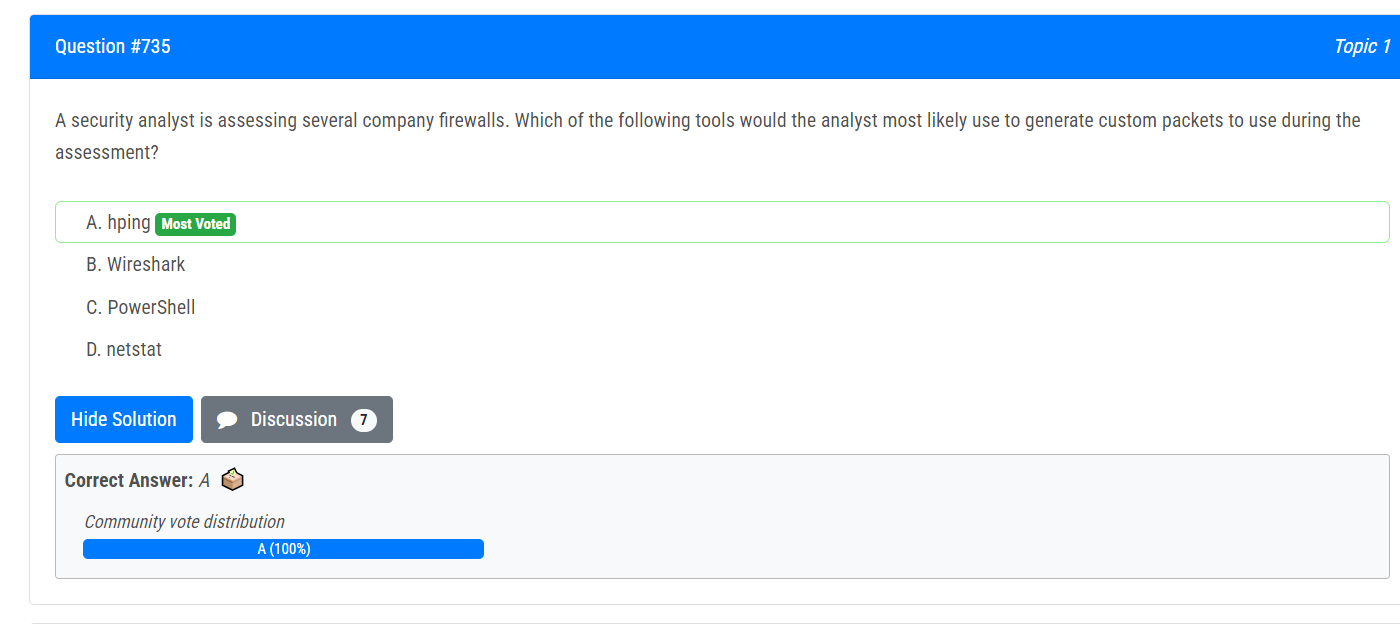 Question #735
Topic 1
A security analyst is assessing several company firewalls. Which of the following tools would the analyst most likely use to generate custom packets to use during the
assessment?
A. hping Most Voted
B. Wireshark
C. PowerShell
D. netstat
Hide Solution
Discussion 7
Correct Answer: A
Community vote distribution
A (100%)